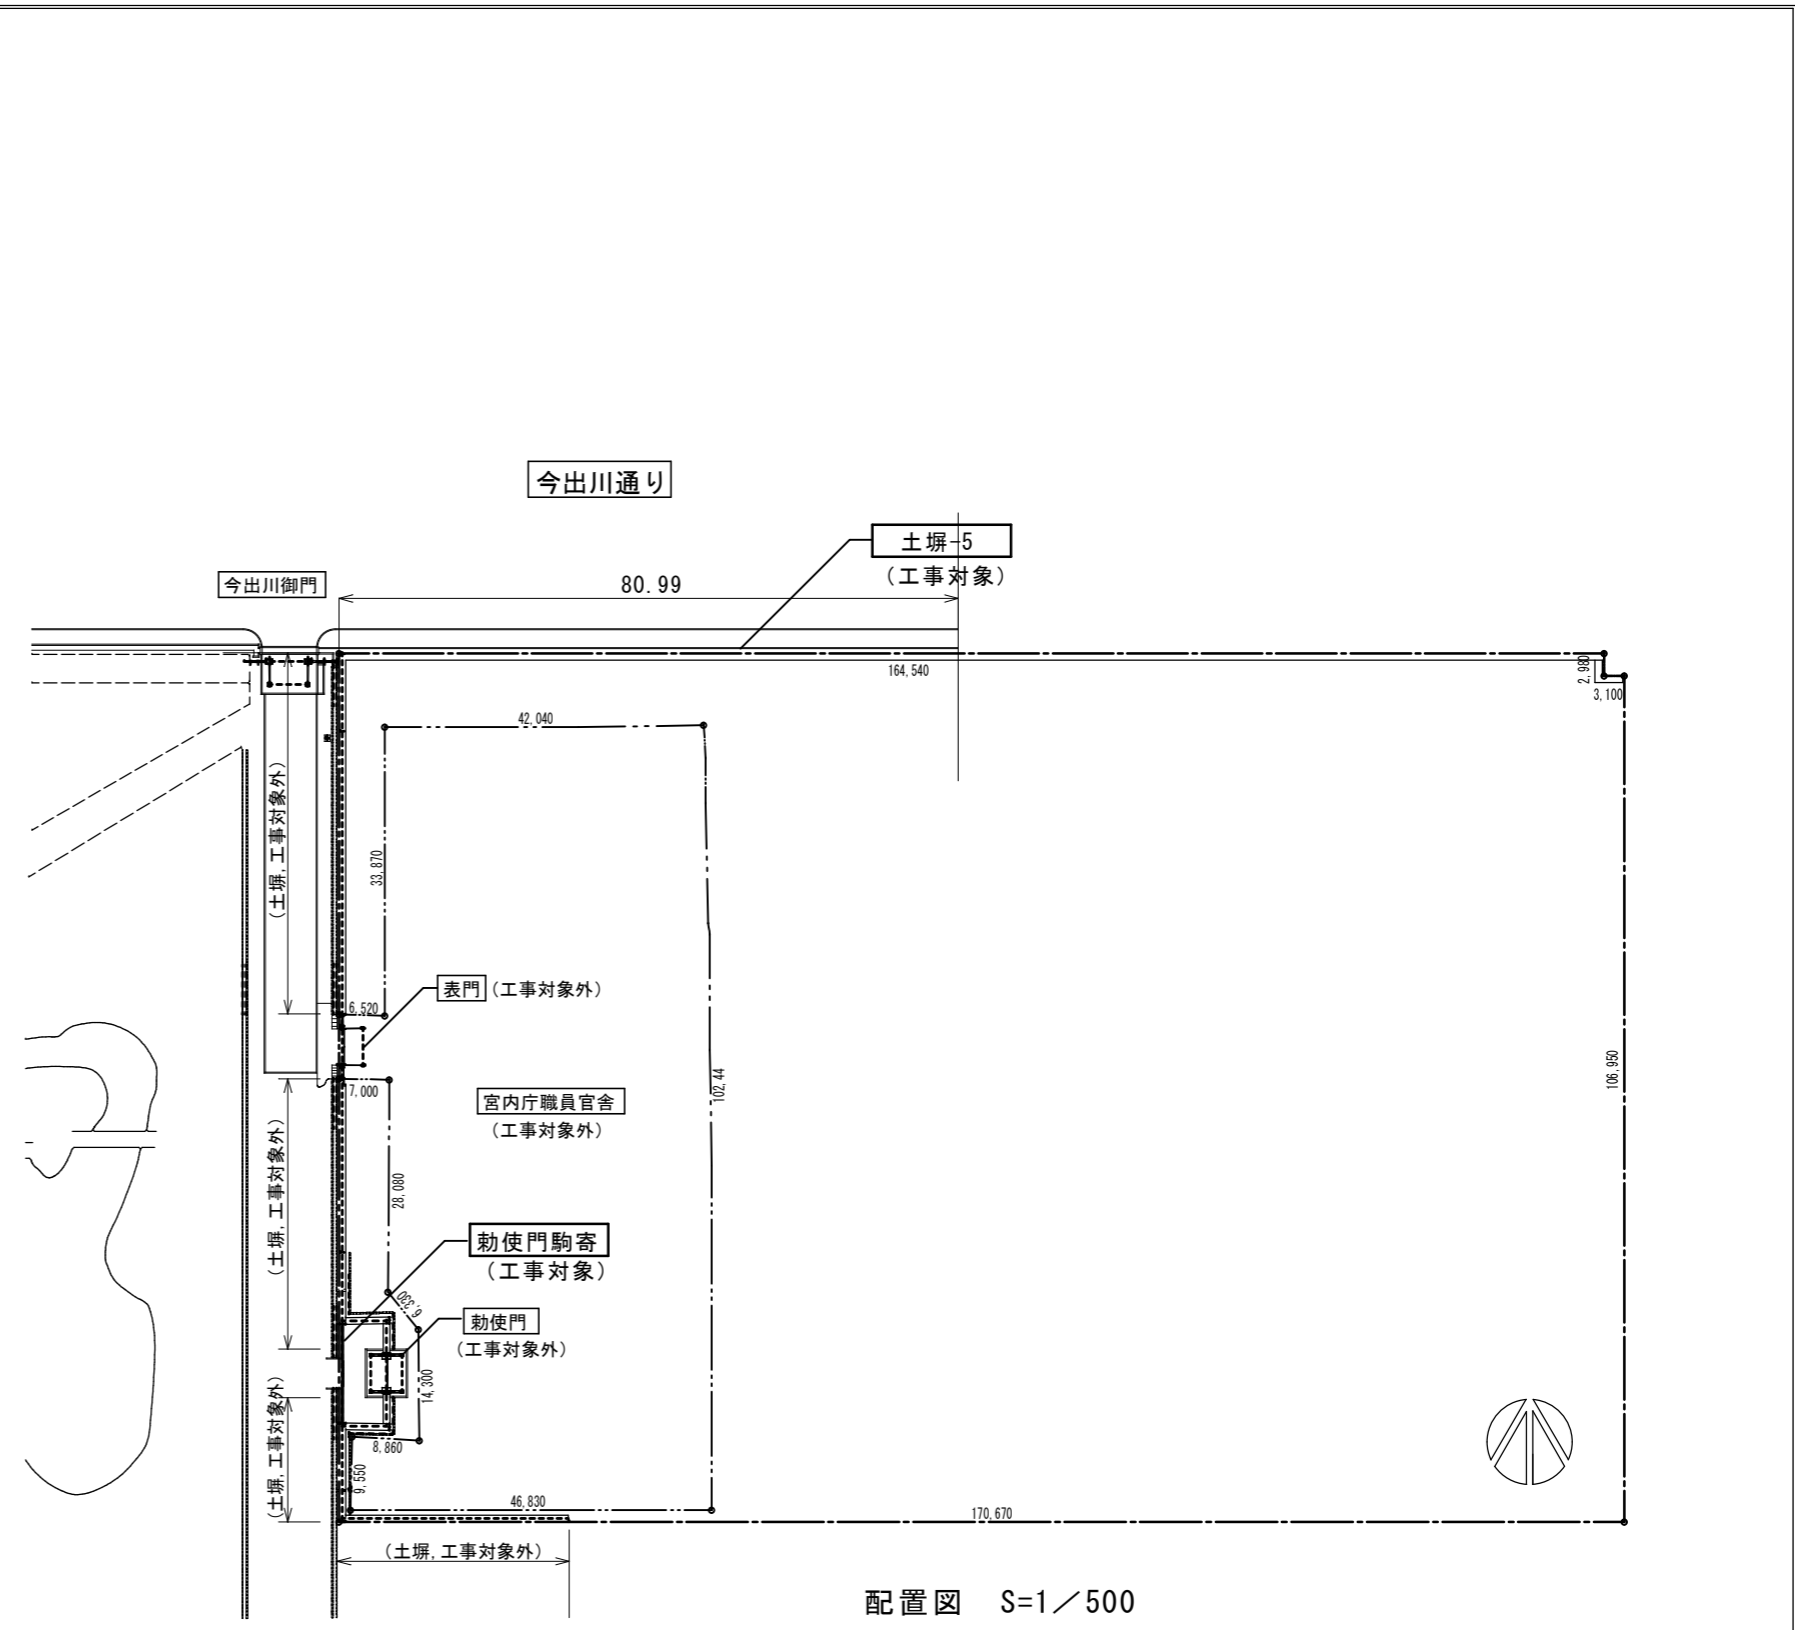 今出川通り
土塀-5
（工事対象）
今出川御門
80.99
164,540
2,980
3,100
42,040
（土塀,工事対象外）
33,870
表門（工事対象外）
6,520
7,000
102,44
106,950
宮内庁職員官舎
（工事対象外）
（土塀,工事対象外）
28,080
勅使門駒寄
（工事対象）
6,330
勅使門
（工事対象外）
14,300
（土塀,工事対象外）
8,860
9,550
46,830
170,670
（土塀,工事対象外）
配置図 S=1／500